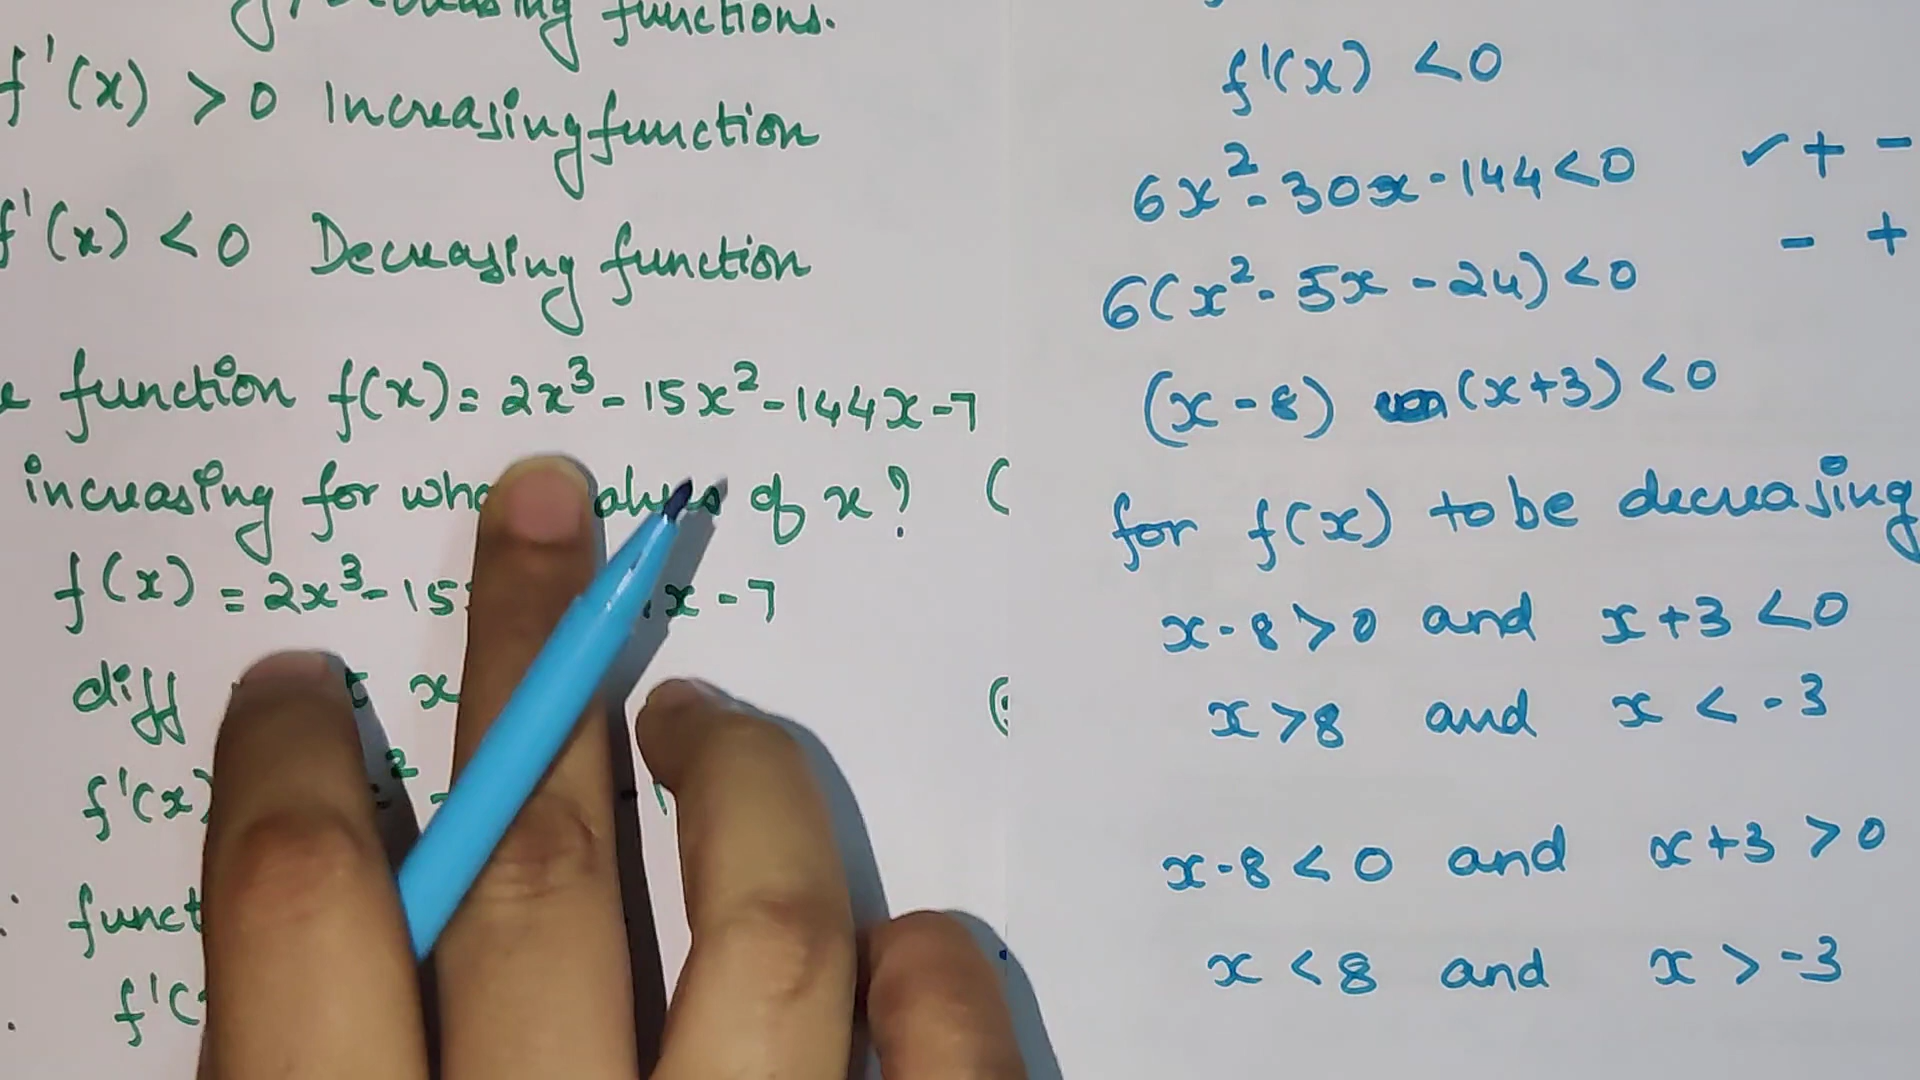 functions.
f'(x) > 0 Increasing function
f'(x) < 0 Decreasing function
function f(x) = 2x³ - 15x² - 144x - 7
increasing for of x? (
f(x) = 2x³ - 15 x - 7
diff x
f'(x) ²
f'(
f'(x) < 0
6x² - 30x - 144 < 0 ✓ + -
- +
6(x² - 5x - 24) < 0
(x - 8) (x+3) < 0
for f(x) to be decreasing
x - 8 > 0 and x + 3 < 0
x > 8 and x < -3
x - 8 < 0 and x + 3 > 0
x < 8 and x > -3